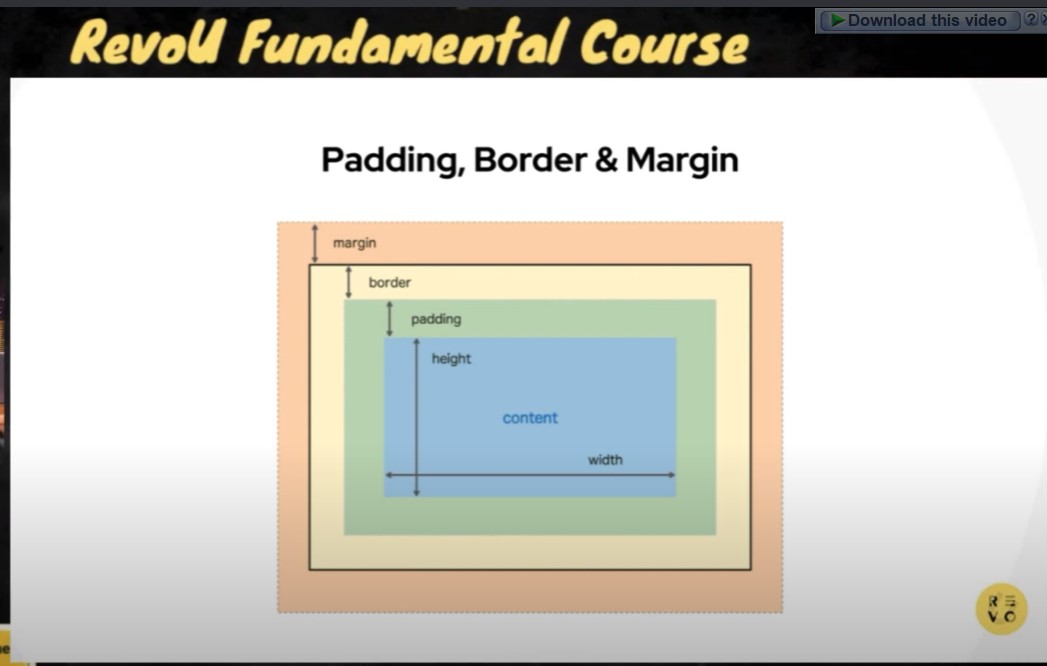 Download this video
?
RevoU Fundamental Course
Padding, Border & Margin
margin
border
padding
height
content
width